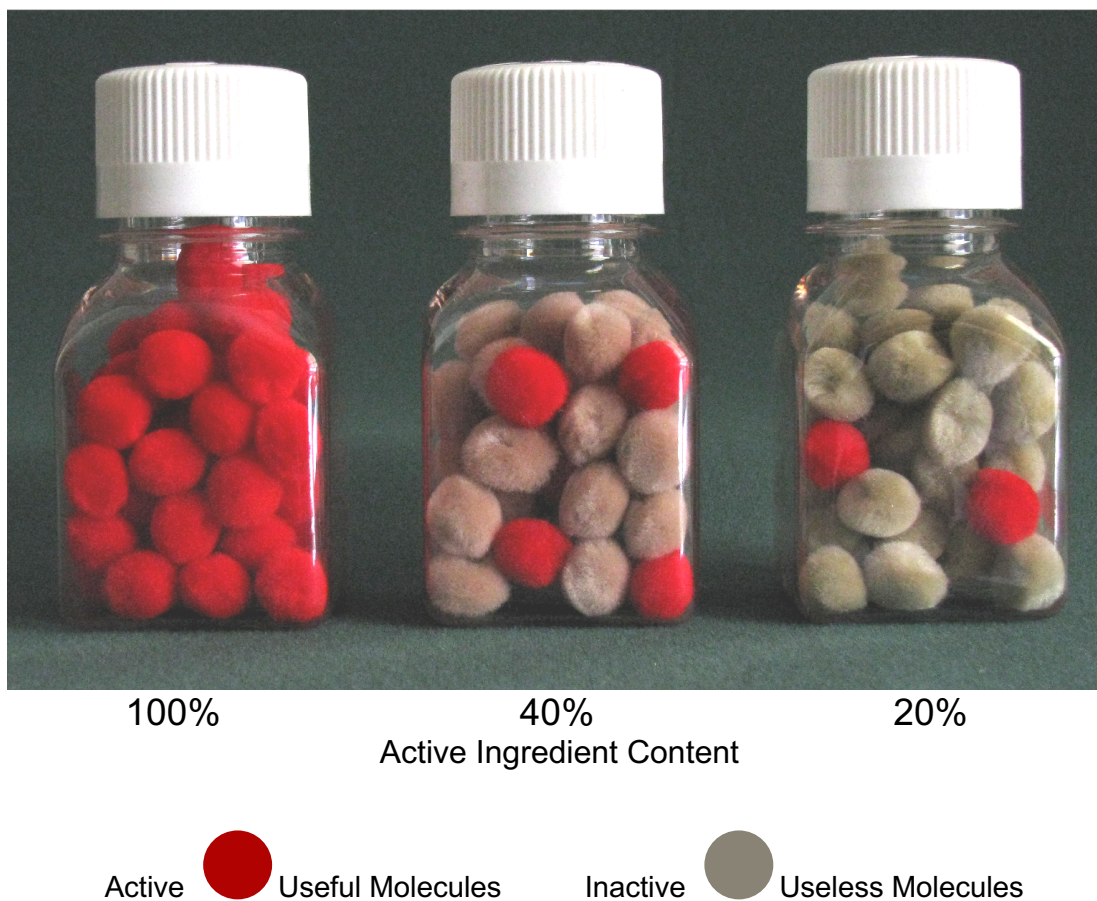 100% 40% 20%
Active Ingredient Content
Active Useful Molecules Inactive Useless Molecules